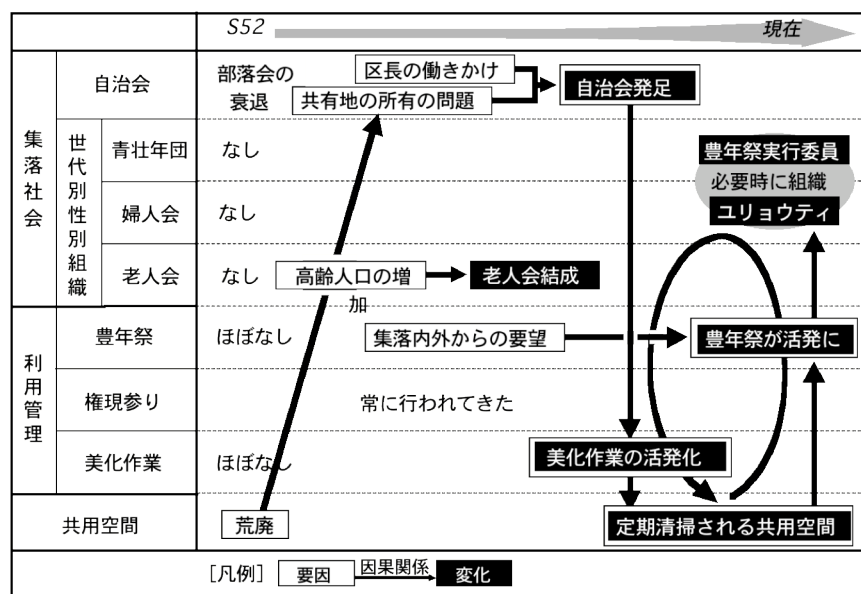 S52
現在
集落社会
自治会
部落会の
衰退
区長の働きかけ
共有地の所有の問題
自治会発足
世代別性別組織
青壮年団
なし
豊年祭実行委員
必要時に組織
ユリョウティ
婦人会
なし
老人会
なし
高齢人口の増
加
老人会結成
利用管理
豊年祭
ほぼなし
集落内外からの要望
豊年祭が活発に
権現参り
常に行われてきた
美化作業
ほぼなし
美化作業の活発化
共用空間
荒廃
定期清掃される共用空間
[凡例]
要因
因果関係
変化